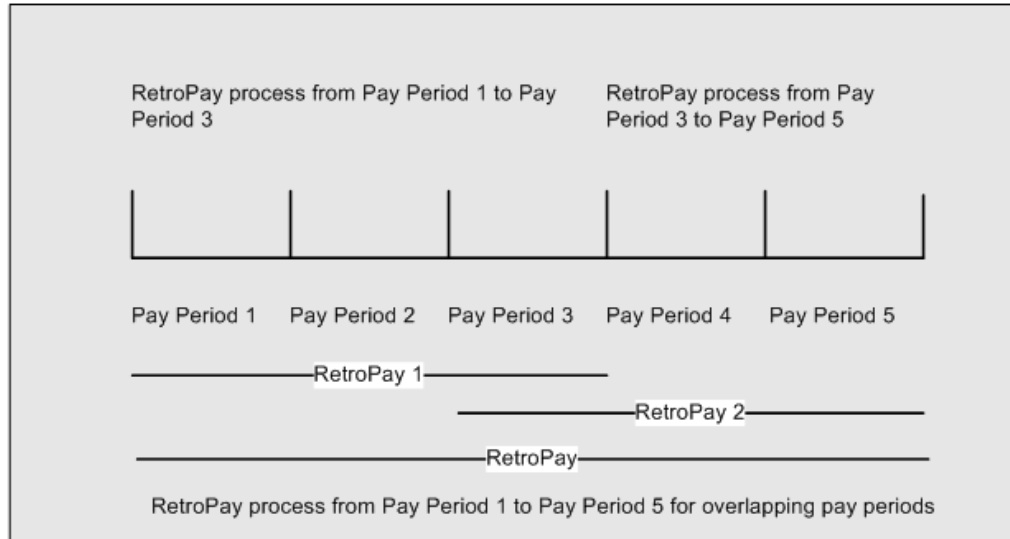 RetroPay process from Pay Period 1 to Pay
Period 3
RetroPay process from Pay
Period 3 to Pay Period 5
Pay Period 1
Pay Period 2
Pay Period 3
Pay Period 4
Pay Period 5
RetroPay 1
RetroPay 2
RetroPay
RetroPay process from Pay Period 1 to Pay Period 5 for overlapping pay periods